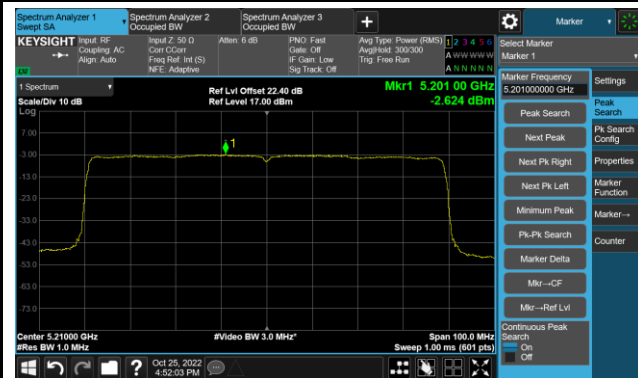 Spectrum Analyzer 1
Swept SA
Spectrum Analyzer 2
Occupied BW
Spectrum Analyzer 3
Occupied BW
Marker
KEYSIGHT
Input: RF
Coupling: AC
Align: Auto
Input Z: 50 Ω
Corr CCorr
Freq Ref: Int (S)
NFE: Adaptive
Atten: 6 dB
PNO: Fast
Gate: Off
IF Gain: Low
Sig Track: Off
Avg Type: Power (RMS)
Avg|Hold: 300/300
Trig: Free Run
1 2 3 4 5 6
A W W W W W
A N N N N N
Select Marker
Marker 1
1 Spectrum
Scale/Div 10 dB
Log
Ref Lvl Offset 22.40 dB
Ref Level 17.00 dBm
Mkr1 5.201 00 GHz
-2.624 dBm
7.00
-3.00
-13.0
-23.0
-33.0
-43.0
-53.0
-63.0
-73.0
1
Center 5.21000 GHz
#Res BW 1.0 MHz
#Video BW 3.0 MHz*
Span 100.0 MHz
Sweep 1.00 ms (601 pts)
Marker Frequency
5.201000000 GHz
Peak Search
Next Peak
Next Pk Right
Next Pk Left
Minimum Peak
Pk-Pk Search
Marker Delta
Mkr→CF
Mkr→Ref Lvl
Continuous Peak
Search
On
Off
Settings
Peak
Search
Pk Search
Config
Properties
Marker
Function
Marker→
Counter
Oct 25, 2022
4:52:03 PM